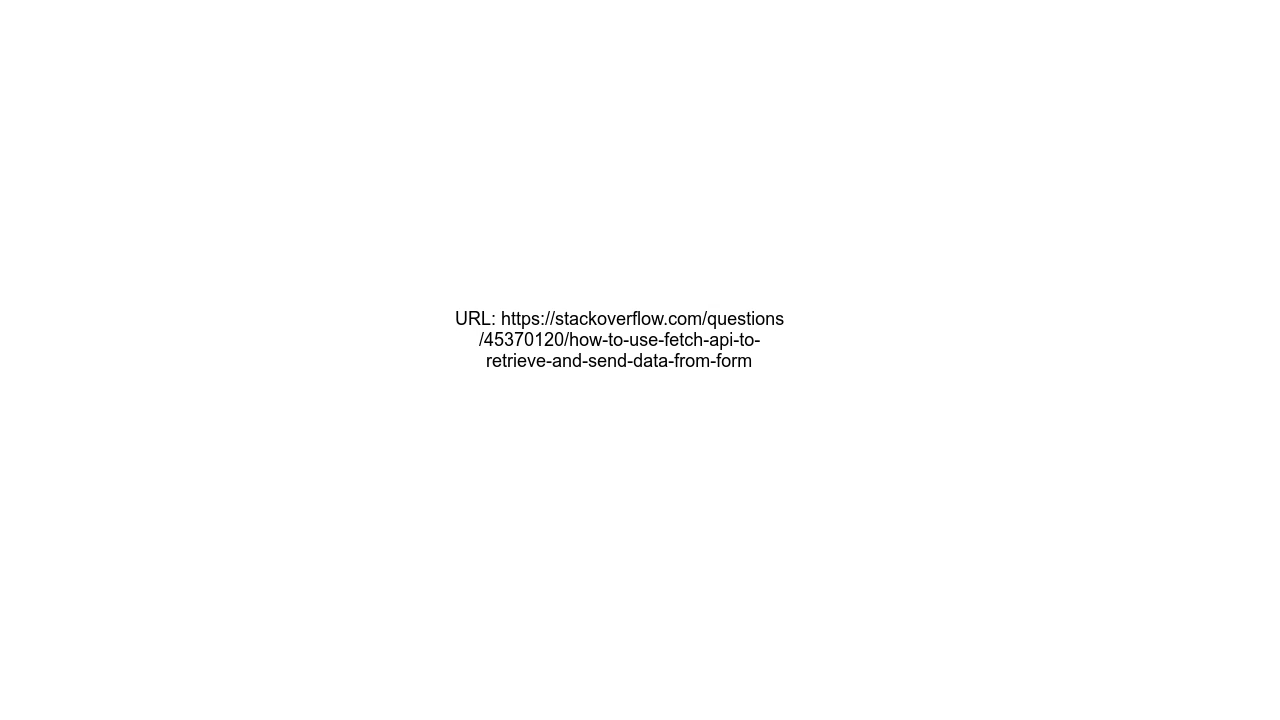 URL: https://stackoverflow.com/questions
/45370120/how-to-use-fetch-api-to-
retrieve-and-send-data-from-form